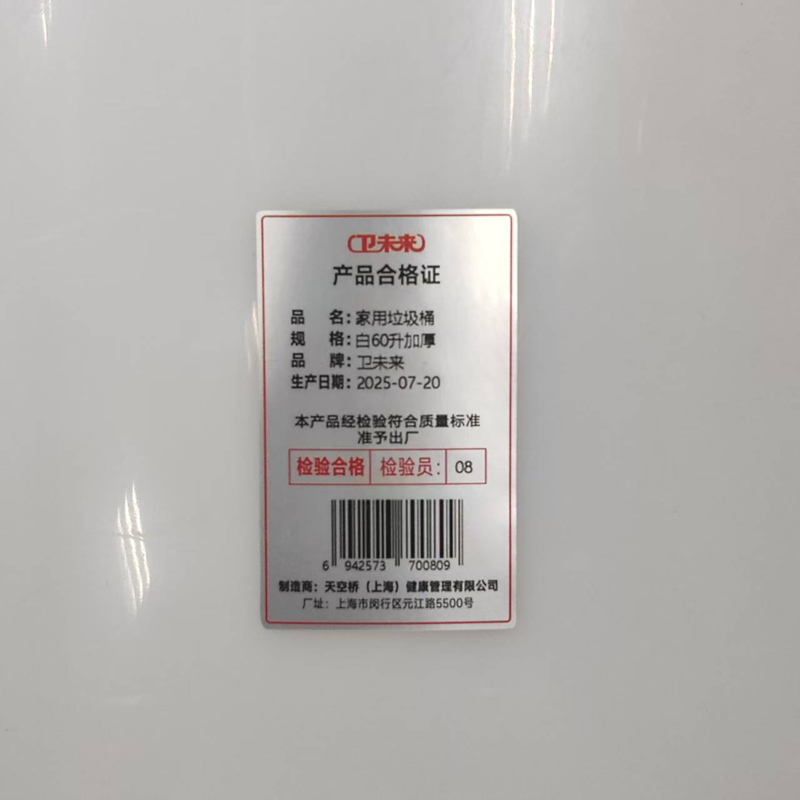 卫未来
产品合格证
品 名：家用垃圾桶
规 格：白60升加厚
品 牌：卫未来
生产日期：2025-07-20
本产品经检验符合质量标准
准予出厂
检验合格 检验员： 08
6 942573 700809
制造商：天空桥（上海）健康管理有限公司
厂址：上海市闵行区元江路5500号